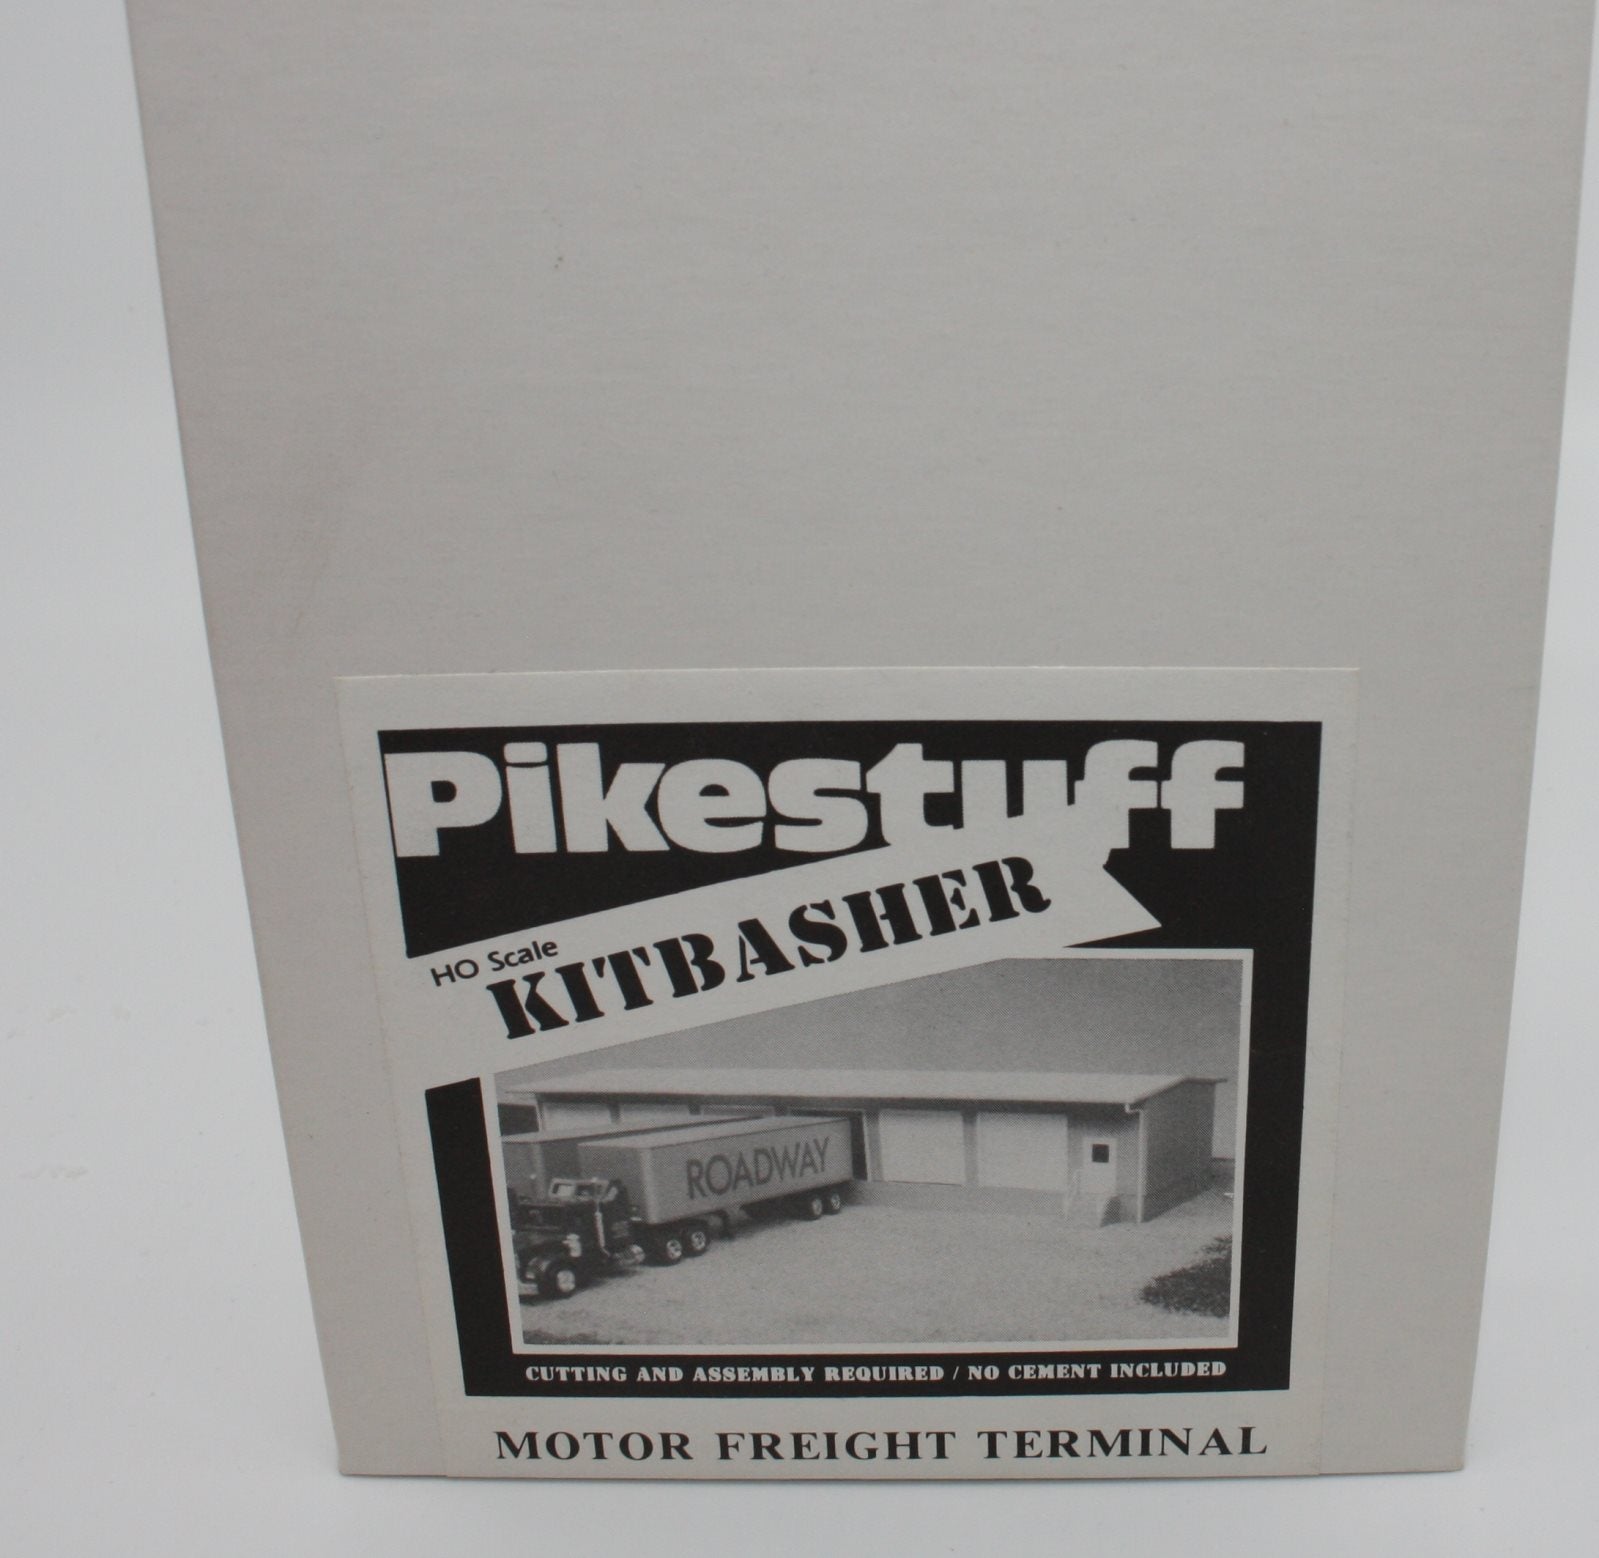 Pikestuff
HO Scale
KITBASHER
ROADWAY
CUTTING AND ASSEMBLY REQUIRED / NO CEMENT INCLUDED
MOTOR FREIGHT TERMINAL